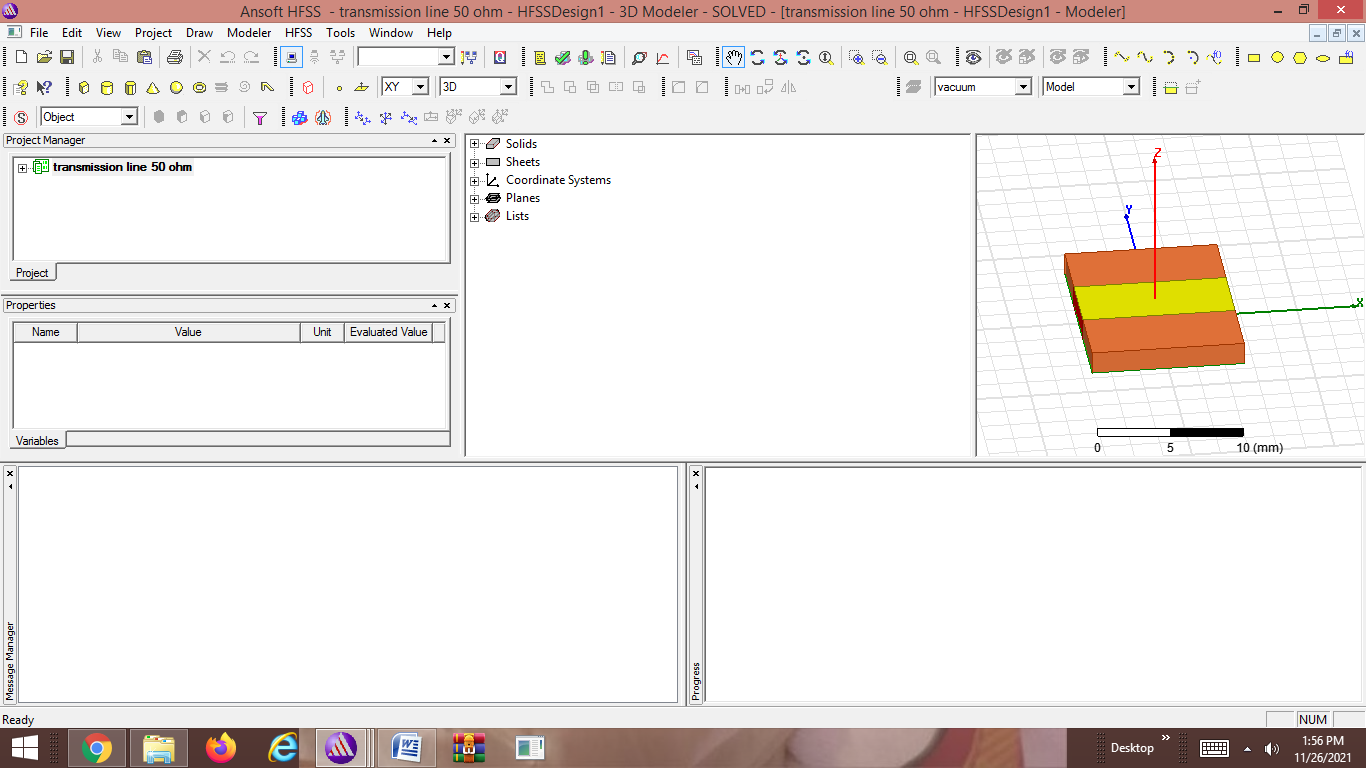 Ansoft HFSS - transmission line 50 ohm - HFSSDesign1 - 3D Modeler - SOLVED - [transmission line 50 ohm - HFSSDesign1 - Modeler]
File Edit View Project Draw Modeler HFSS Tools Window Help
XY 3D vacuum Model
Object
Project Manager
transmission line 50 ohm
Project
Properties
Name Value Unit Evaluated Value
Variables
Solids
Sheets
Coordinate Systems
Planes
Lists
Z
Y
X
0 5 10 (mm)
Message Manager
Progress
Ready
NUM
Desktop
1:56 PM
11/26/2021